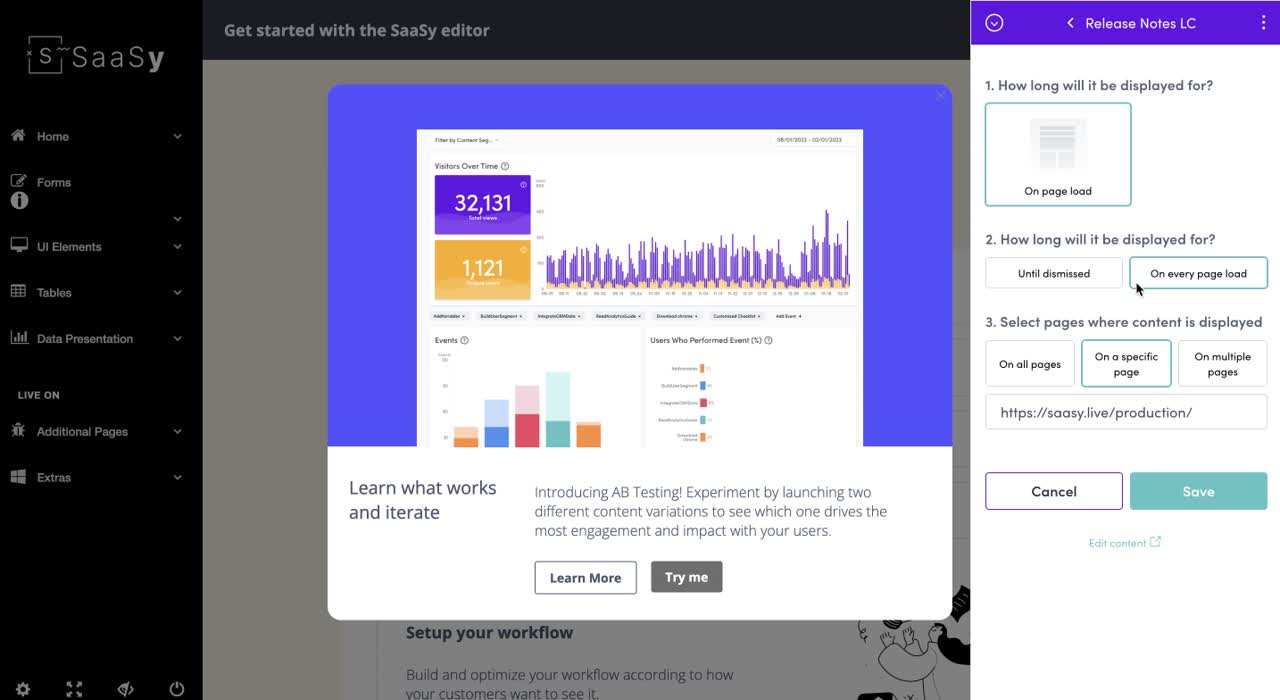 SaaSy
Home
Forms
UI Elements
Tables
Data Presentation
LIVE ON
Additional Pages
Extras
Get started with the SaaSy editor
Filter by Content Seg...
08/01/2022 - 02/01/2023
Visitors Over Time
32,131
Total views
1,121
AddVariables ×
BuildUserSegment ×
IntegrateCRMData ×
ReadAnalyticsGuide ×
Download chrome ×
Customized Checklist ×
Add Event +
Events
Users Who Performed Event (%)
BuildUserSegment
IntegrateCRMData
ReadAnalyticsGuide
Download
chrome
Learn what works
and iterate
Introducing AB Testing! Experiment by launching two
different content variations to see which one drives the
most engagement and impact with your users.
Learn More
Try me
Setup your workflow
Build and optimize your workflow according to how
your customers want to see it.
Release Notes LC
1. How long will it be displayed for?
On page load
2. How long will it be displayed for?
Until dismissed
On every page load
3. Select pages where content is displayed
On all pages
On a specific
page
On multiple
pages
https://saasy.live/production/
Cancel
Save
Edit content